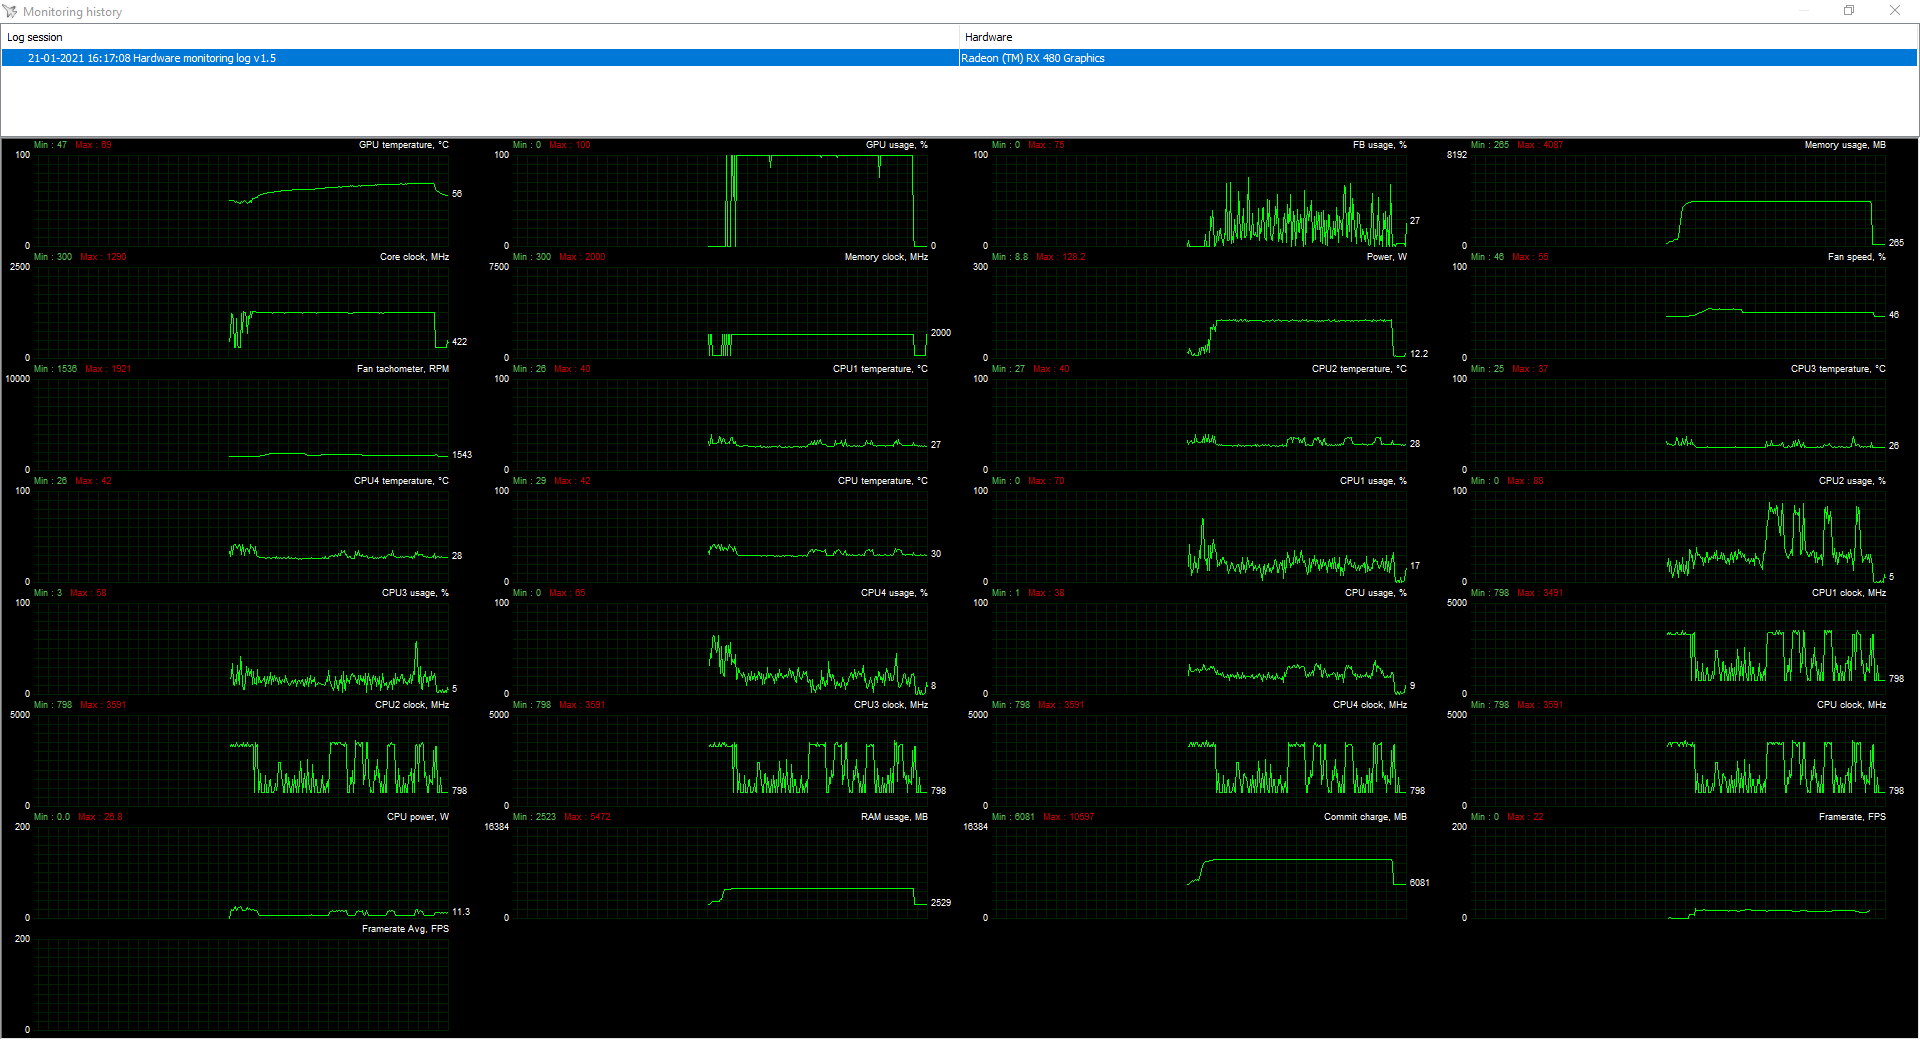 Monitoring history
Log session Hardware
21-01-2021 16:17:08 Hardware monitoring log v1.5 Radeon (TM) RX 480 Graphics
Min : 47 Max : 69 GPU temperature, °C
100
56
0
Min : 0 Max : 100 GPU usage, %
100
0
0
Min : 0 Max : 75 FB usage, %
100
27
0
Min : 265 Max : 4087 Memory usage, MB
8192
265
0
Min : 300 Max : 1290 Core clock, MHz
2500
422
0
Min : 300 Max : 2000 Memory clock, MHz
7500
2000
0
Min : 8.8 Max : 128.2 Power, W
300
12.2
0
Min : 46 Max : 56 Fan speed, %
100
46
0
Min : 1536 Max : 1921 Fan tachometer, RPM
10000
1543
0
Min : 26 Max : 40 CPU1 temperature, °C
100
27
0
Min : 27 Max : 40 CPU2 temperature, °C
100
28
0
Min : 25 Max : 37 CPU3 temperature, °C
100
26
0
Min : 26 Max : 42 CPU4 temperature, °C
100
28
0
Min : 29 Max : 42 CPU temperature, °C
100
30
0
Min : 0 Max : 70 CPU1 usage, %
100
17
0
Min : 0 Max : 88 CPU2 usage, %
100
5
0
Min : 3 Max : 58 CPU3 usage, %
100
5
0
Min : 0 Max : 65 CPU4 usage, %
100
8
0
Min : 1 Max : 38 CPU usage, %
100
9
0
Min : 798 Max : 3491 CPU1 clock, MHz
5000
798
0
Min : 798 Max : 3691 CPU2 clock, MHz
5000
798
0
Min : 798 Max : 3591 CPU3 clock, MHz
5000
798
0
Min : 798 Max : 3691 CPU4 clock, MHz
5000
798
0
Min : 798 Max : 3591 CPU clock, MHz
5000
798
0
Min : 0.0 Max : 26.8 CPU power, W
200
11.3
0
Min : 2523 Max : 5472 RAM usage, MB
16384
2529
0
Min : 6081 Max : 10697 Commit charge, MB
16384
6081
0
Min : 0 Max : 22 Framerate, FPS
200
0
Framerate Avg, FPS
200
0